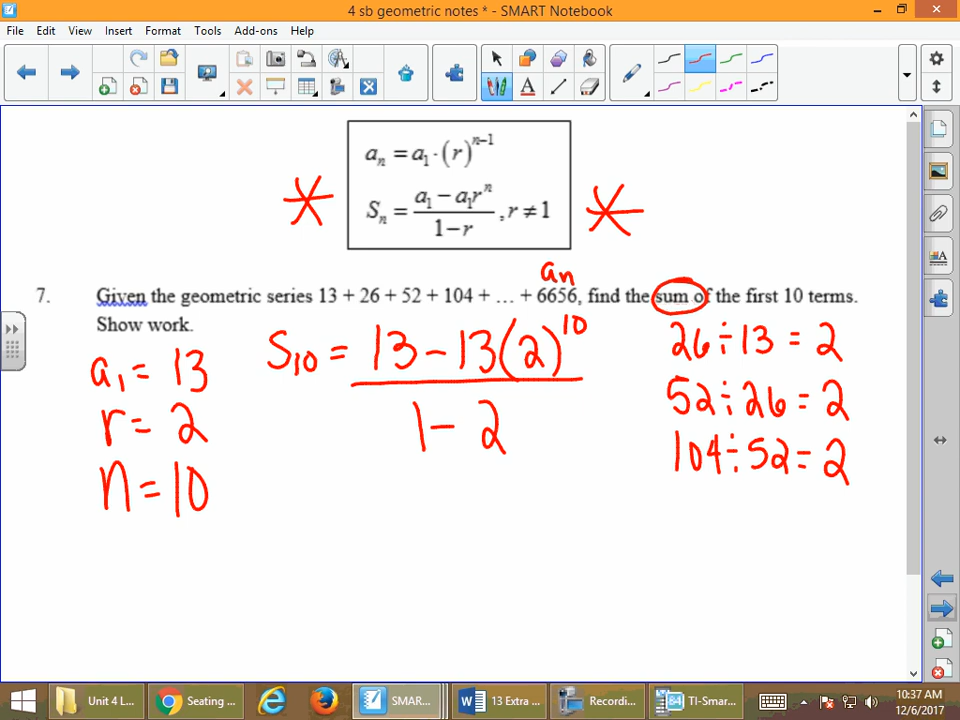 4 sb geometric notes * - SMART Notebook
File Edit View Insert Format Tools Add-ons Help
aₙ = a₁ · (r)ⁿ⁻¹
Sₙ = (a₁ − a₁rⁿ) / (1 − r), r ≠ 1
aₙ
7. Given the geometric series 13 + 26 + 52 + 104 + … + 6656, find the sum of the first 10 terms.
Show work.
a₁ = 13
r = 2
n = 10
S₁₀ = 13 − 13(2)¹⁰
1 − 2
26 ÷ 13 = 2
52 ÷ 26 = 2
104 ÷ 52 = 2
Unit 4 L... Seating ... SMAR... 13 Extra ... Recordi... TI-Smar...
10:37 AM
12/6/2017